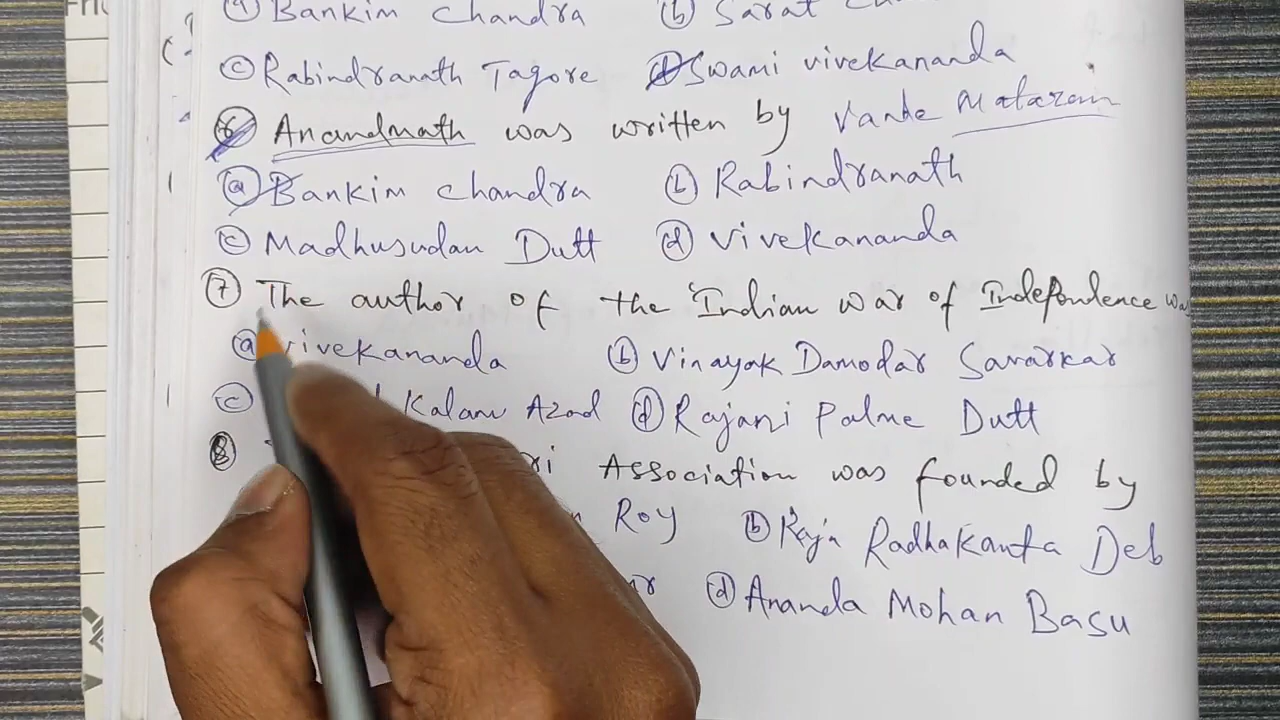 (a) Bankim Chandra (b) Sarat
(c) Rabindranath Tagore (d) Swami vivekananda
(6) Anandmath was written by Vande Mataram
(a) Bankim Chandra (b) Rabindranath
(c) Madhusudan Dutt (d) Vivekananda
(7) The author of the 'Indian war of Independence wa
(a) Vivekananda (b) Vinayak Damodar Savarkar
(c) Kalam Azad (d) Rajani Palme Dutt
(8) Association was founded by
Roy (b) Raja Radhakanta Deb
(d) Ananda Mohan Basu